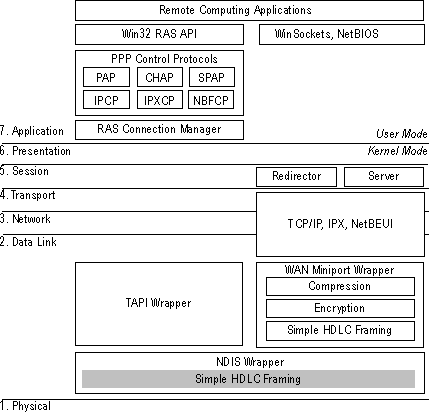 Remote Computing Applications
Win32 RAS API
WinSockets, NetBIOS
PPP Control Protocols
PAP
CHAP
SPAP
IPCP
IPXCP
NBFCP
7. Application
RAS Connection Manager
User Mode
6. Presentation
Kernel Mode
5. Session
Redirector
Server
4. Transport
3. Network
TCP/IP, IPX, NetBEUI
2. Data Link
TAPI Wrapper
WAN Miniport Wrapper
Compression
Encryption
Simple HDLC Framing
NDIS Wrapper
Simple HDLC Framing
1. Physical